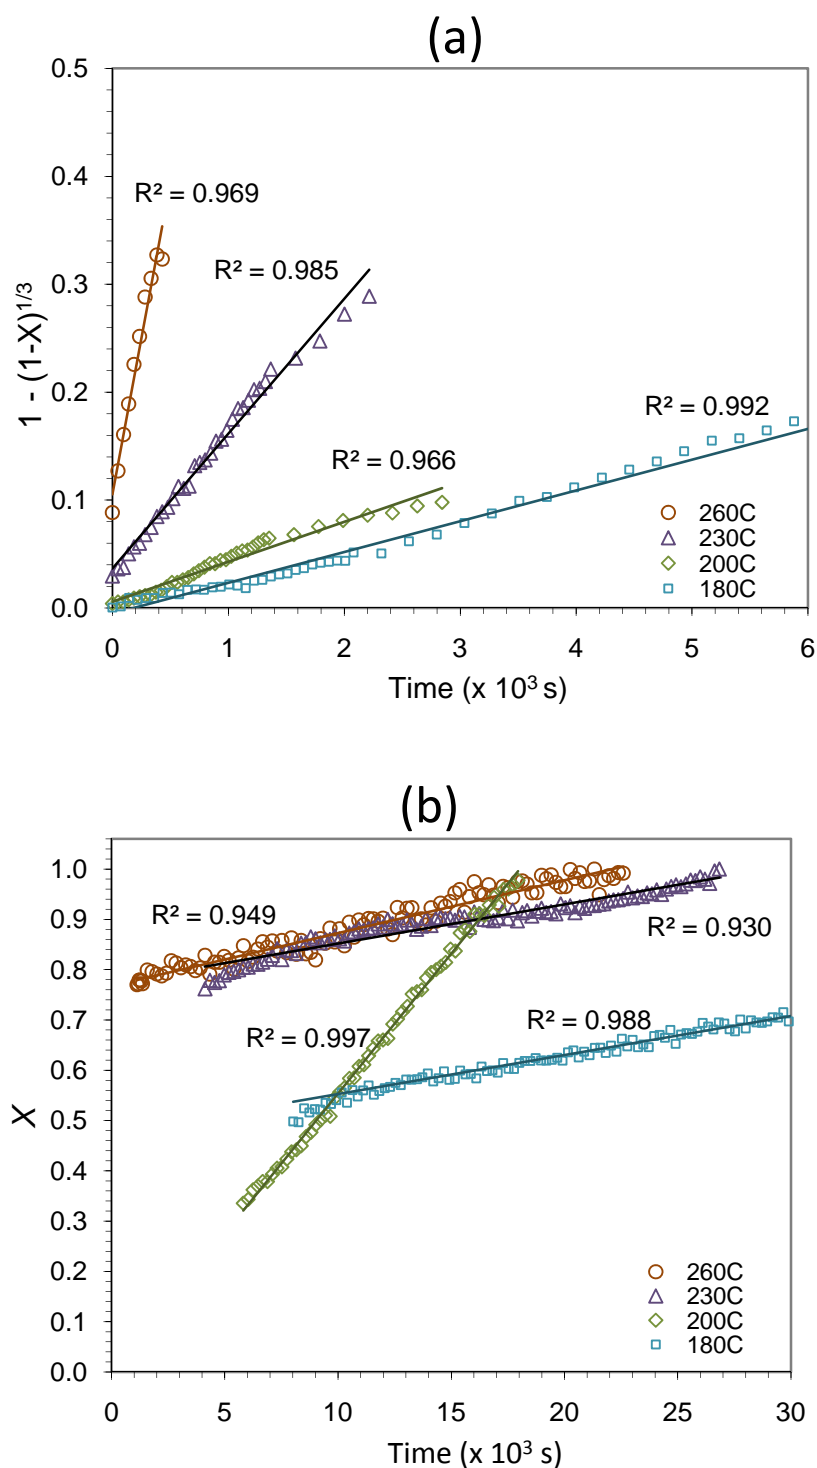 (a)
0.5
0.4
0.3
0.2
0.1
0.0
1 - (1-X)^1/3
R² = 0.969
R² = 0.985
R² = 0.992
R² = 0.966
260C
230C
200C
180C
0 1 2 3 4 5 6
Time (x 10³ s)
(b)
1.0
0.9
0.8
0.7
0.6
0.5
0.4
0.3
0.2
0.1
0.0
X
R² = 0.949
R² = 0.930
R² = 0.997
R² = 0.988
260C
230C
200C
180C
0 5 10 15 20 25 30
Time (x 10³ s)